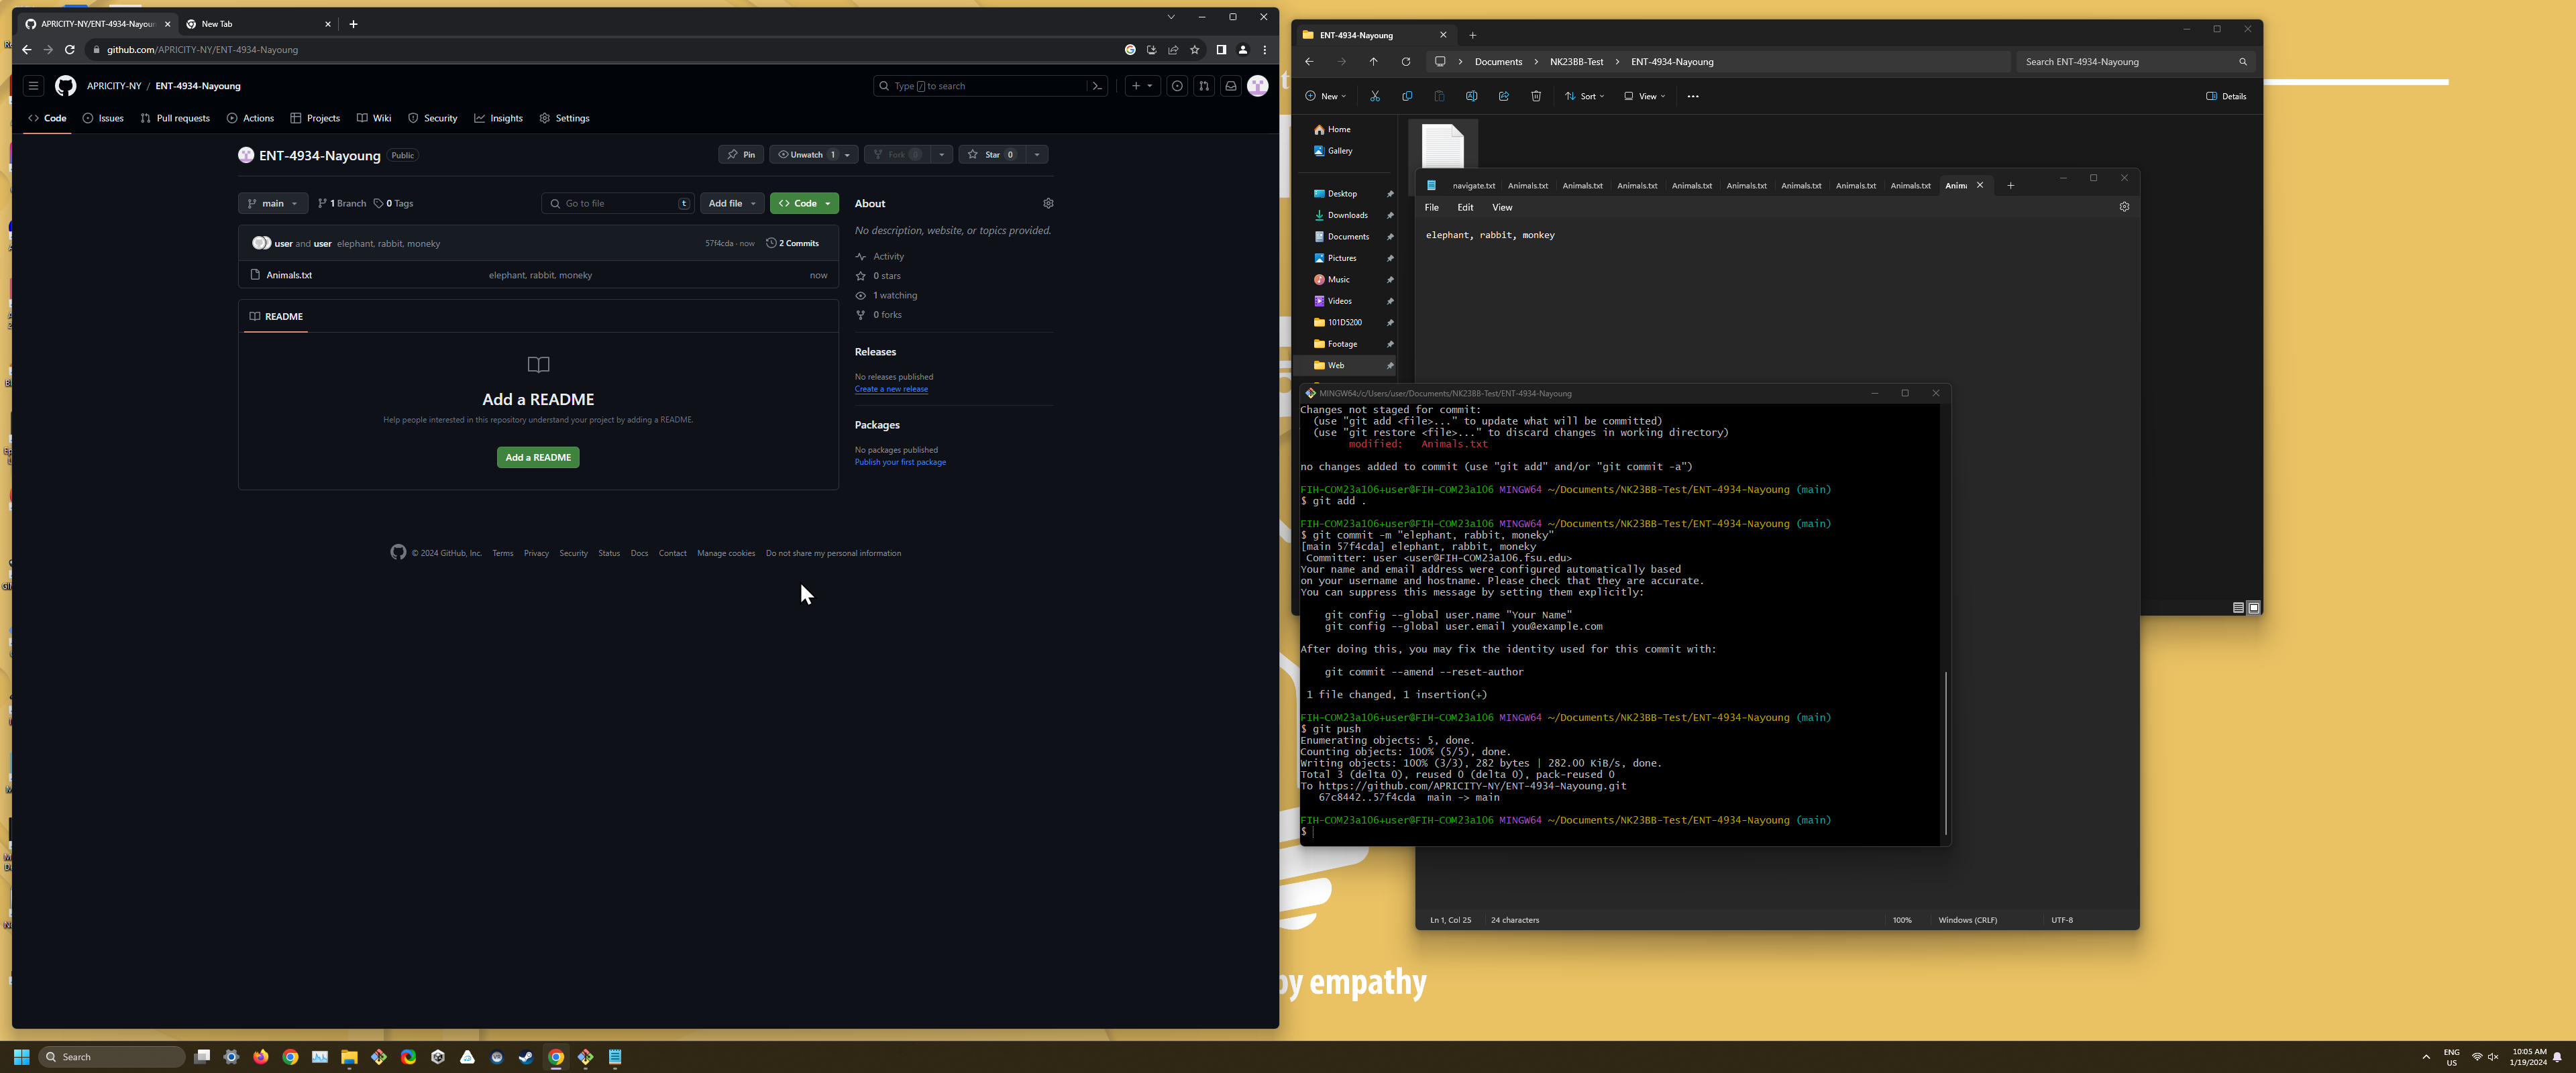 APRICITY-NY/ENT-4934-Nayoun
New Tab
github.com/APRICITY-NY/ENT-4934-Nayoung
APRICITY-NY / ENT-4934-Nayoung
Type / to search
Code
Issues
Pull requests
Actions
Projects
Wiki
Security
Insights
Settings
ENT-4934-Nayoung Public
Pin
Unwatch 1
Fork 0
Star 0
main
1 Branch
0 Tags
Go to file t
Add file
Code
user and user elephant, rabbit, moneky
57f4cda · now
2 Commits
Animals.txt
elephant, rabbit, moneky
now
README
Add a README
Help people interested in this repository understand your project by adding a README.
Add a README
About
No description, website, or topics provided.
Activity
0 stars
1 watching
0 forks
Releases
No releases published
Create a new release
Packages
No packages published
Publish your first package
© 2024 GitHub, Inc. Terms Privacy Security Status Docs Contact Manage cookies Do not share my personal information
ENT-4934-Nayoung
Documents > NK23BB-Test > ENT-4934-Nayoung
Search ENT-4934-Nayoung
New
Sort
View
Details
Home
Gallery
Desktop
Downloads
Documents
Pictures
Music
Videos
101D5200
Footage
Web
navigate.txt Animals.txt Animals.txt Animals.txt Animals.txt Animals.txt Animals.txt Animals.txt Animals.txt Anima
File Edit View
elephant, rabbit, monkey
MINGW64:/c/Users/user/Documents/NK23BB-Test/ENT-4934-Nayoung
Changes not staged for commit:
(use "git add <file>..." to update what will be committed)
(use "git restore <file>..." to discard changes in working directory)
modified: Animals.txt
no changes added to commit (use "git add" and/or "git commit -a")
FIH-COM23a106+user@FIH-COM23a106 MINGW64 ~/Documents/NK23BB-Test/ENT-4934-Nayoung (main)
$ git add .
FIH-COM23a106+user@FIH-COM23a106 MINGW64 ~/Documents/NK23BB-Test/ENT-4934-Nayoung (main)
$ git commit -m "elephant, rabbit, moneky"
[main 57f4cda] elephant, rabbit, moneky
Committer: user <user@FIH-COM23a106.fsu.edu>
Your name and email address were configured automatically based
on your username and hostname. Please check that they are accurate.
You can suppress this message by setting them explicitly:
git config --global user.name "Your Name"
git config --global user.email you@example.com
After doing this, you may fix the identity used for this commit with:
git commit --amend --reset-author
1 file changed, 1 insertion(+)
FIH-COM23a106+user@FIH-COM23a106 MINGW64 ~/Documents/NK23BB-Test/ENT-4934-Nayoung (main)
$ git push
Enumerating objects: 5, done.
Counting objects: 100% (5/5), done.
Writing objects: 100% (3/3), 282 bytes | 282.00 KiB/s, done.
Total 3 (delta 0), reused 0 (delta 0), pack-reused 0
To https://github.com/APRICITY-NY/ENT-4934-Nayoung.git
67c8442..57f4cda main -> main
FIH-COM23a106+user@FIH-COM23a106 MINGW64 ~/Documents/NK23BB-Test/ENT-4934-Nayoung (main)
$
Ln 1, Col 25
24 characters
100%
Windows (CRLF)
UTF-8
by empathy
Search
ENG
US
10:05 AM
1/19/2024